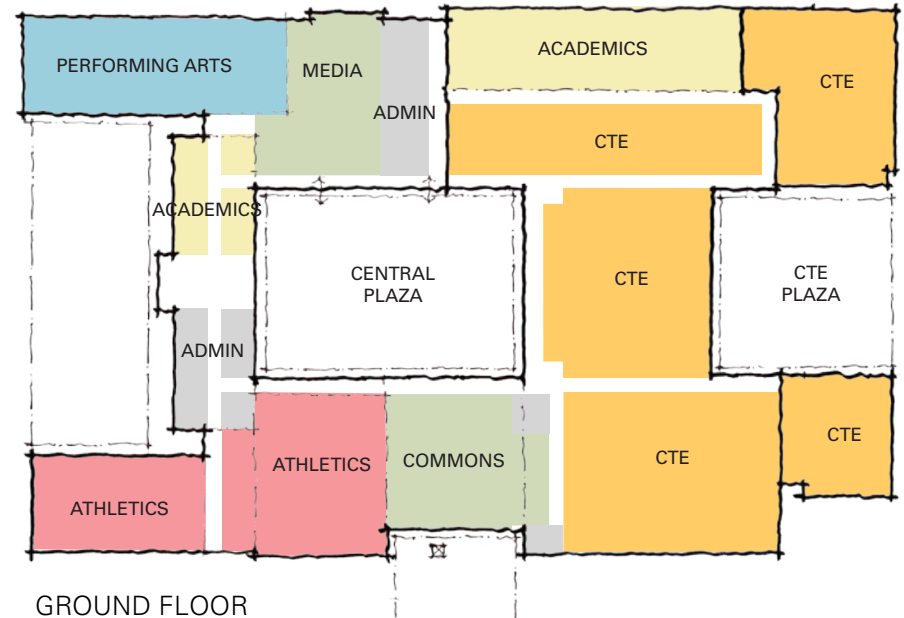 PERFORMING ARTS
MEDIA
ADMIN
ACADEMICS
CTE
CTE
ACADEMICS
CENTRAL
PLAZA
CTE
CTE
PLAZA
ADMIN
ATHLETICS
COMMONS
CTE
CTE
ATHLETICS
GROUND FLOOR